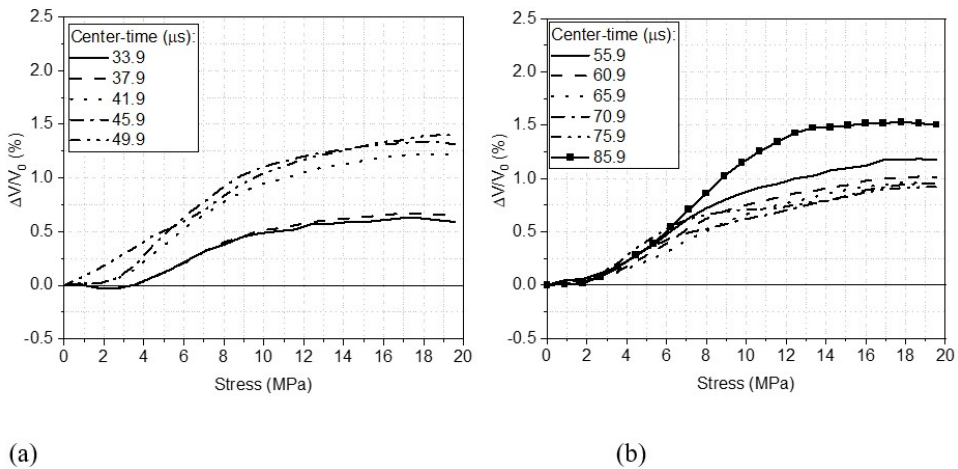 (a)
ΔV/V₀ (%)
2.5
2.0
1.5
1.0
0.5
0.0
-0.5
Center-time (μs):
33.9
37.9
41.9
45.9
49.9
0 2 4 6 8 10 12 14 16 18 20
Stress (MPa)
(b)
ΔV/V₀ (%)
2.5
2.0
1.5
1.0
0.5
0.0
-0.5
Center-time (μs):
55.9
60.9
65.9
70.9
75.9
85.9
0 2 4 6 8 10 12 14 16 18 20
Stress (MPa)
(a) (b)